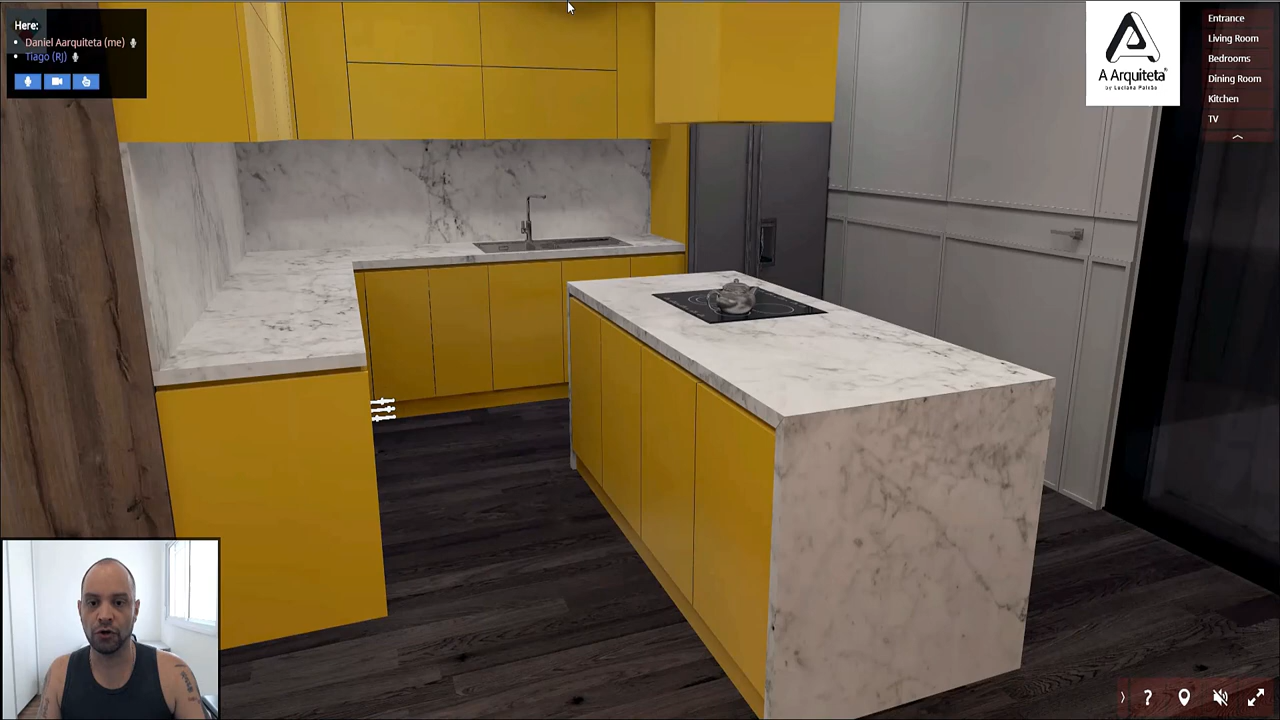 Here:
Daniel Aarquiteta (me)
Tiago (RJ)
A Arquiteta®
by Luciana Paixão
Entrance
Living Room
Bedrooms
Dining Room
Kitchen
TV
?